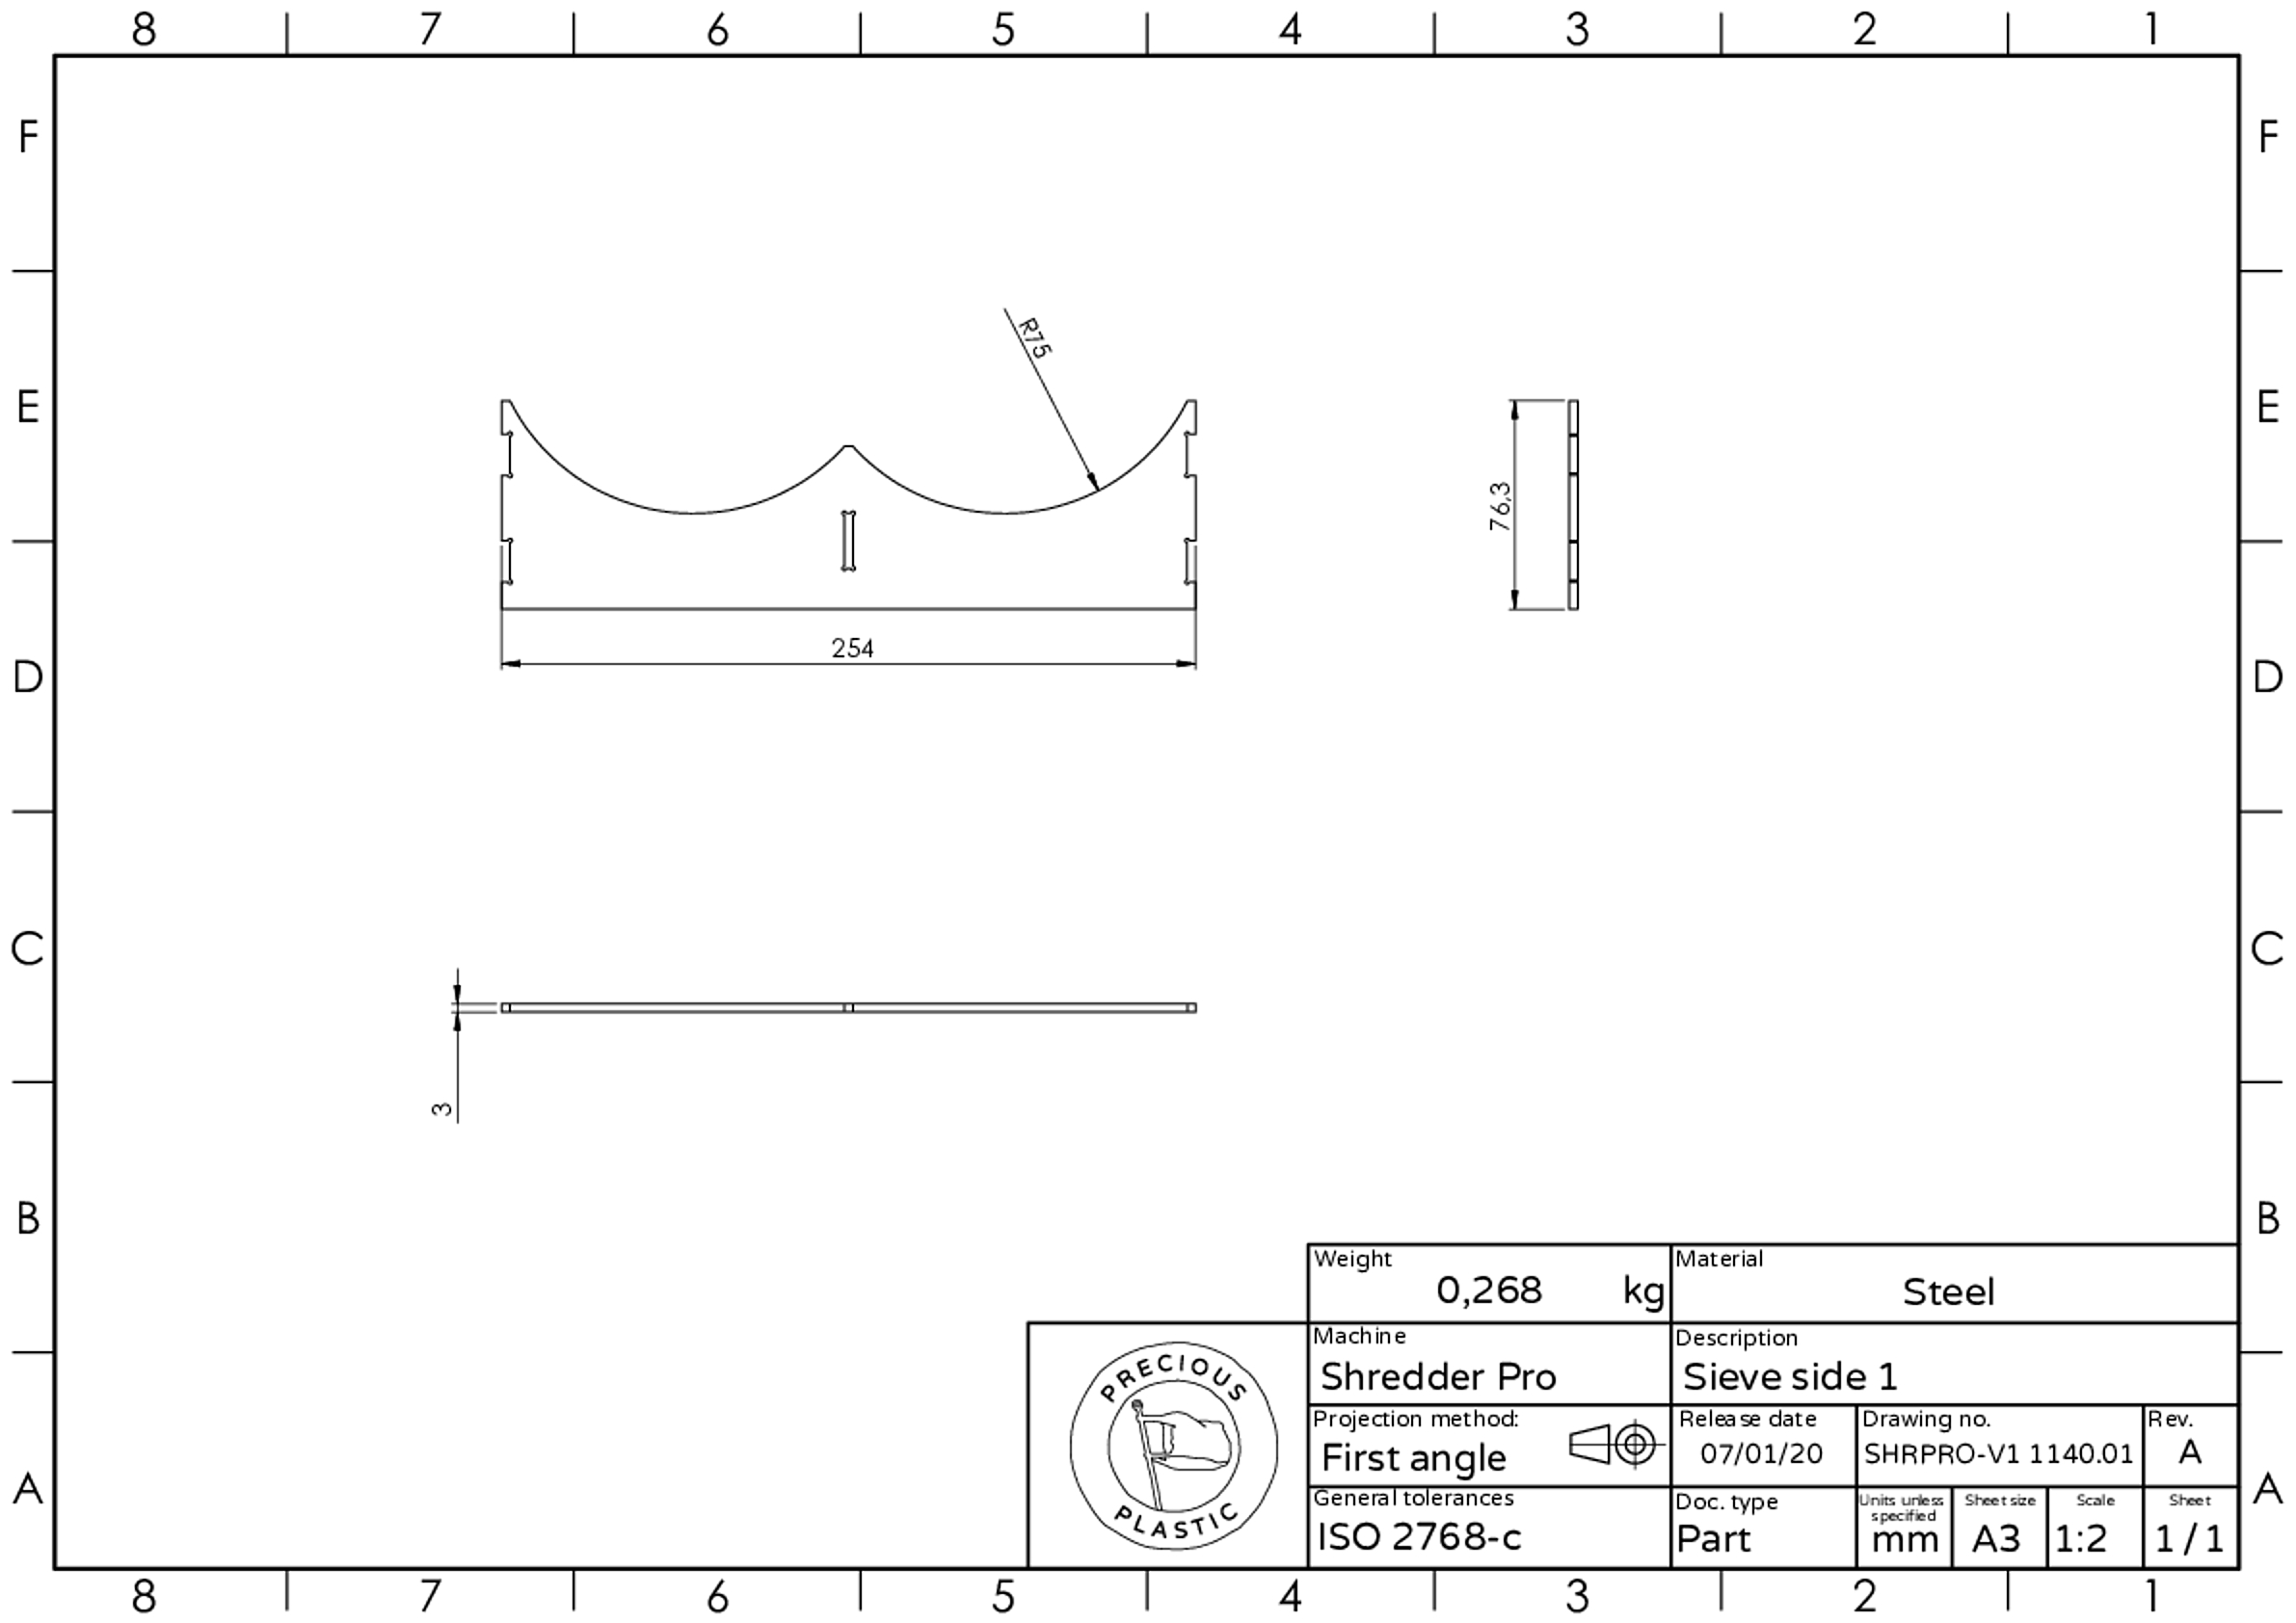 8 7 6 5 4 3 2 1
F F
E E
D D
C C
B B
A A
R75
76,3
254
3
Weight
0,268 kg
Material
Steel
Machine
Shredder Pro
Description
Sieve side 1
Projection method:
First angle
Release date
07/01/20
Drawing no.
SHRPRO-V1 1140.01
Rev.
A
General tolerances
ISO 2768-c
Doc. type
Part
Units unless
specified
mm
Sheet size
A3
Scale
1:2
Sheet
1 / 1
PRECIOUS
PLASTIC
8 7 6 5 4 3 2 1